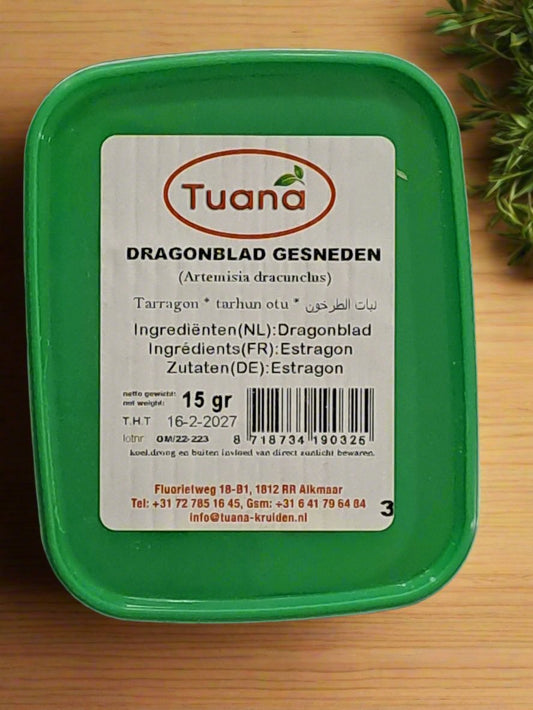 Tuana
DRAGONBLAD GESNEDEN
(Artemisia dracunclus)
Tarragon * tarhun otu * نبات الطرخون
Ingrediënten(NL):Dragonblad
Ingrédients(FR):Estragon
Zutaten(DE):Estragon
netto gewicht:
net weight: 15 gr
T.H.T 16-2-2027
lotnr: OM/22-223
8 718734 190325
koel,droog en buiten invloed van direct zonlicht bewaren.
Fluorietweg 18-B1, 1812 RR Alkmaar
Tel: +31 72 785 16 45, Gsm: +31 6 41 79 64 84
info@tuana-kruiden.nl
3